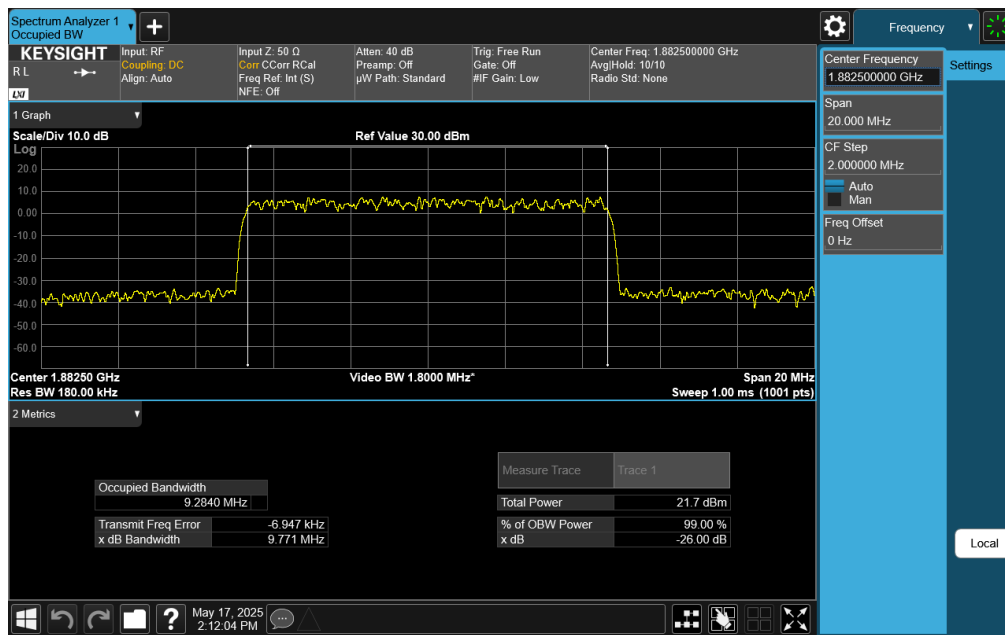 Spectrum Analyzer 1
Occupied BW
Frequency
KEYSIGHT
R L
LXI
Input: RF
Coupling: DC
Align: Auto
Input Z: 50 Ω
Corr CCorr RCal
Freq Ref: Int (S)
NFE: Off
Atten: 40 dB
Preamp: Off
µW Path: Standard
Trig: Free Run
Gate: Off
#IF Gain: Low
Center Freq: 1.882500000 GHz
Avg|Hold: 10/10
Radio Std: None
Center Frequency
1.882500000 GHz
Settings
Span
20.000 MHz
CF Step
2.000000 MHz
Auto
Man
Freq Offset
0 Hz
1 Graph
Scale/Div 10.0 dB
Ref Value 30.00 dBm
Log
20.0
10.0
0.00
-10.0
-20.0
-30.0
-40.0
-50.0
-60.0
Center 1.88250 GHz
Video BW 1.8000 MHz*
Span 20 MHz
Res BW 180.00 kHz
Sweep 1.00 ms (1001 pts)
2 Metrics
Measure Trace Trace 1
Occupied Bandwidth
9.2840 MHz
Total Power 21.7 dBm
Transmit Freq Error -6.947 kHz
% of OBW Power 99.00 %
x dB Bandwidth 9.771 MHz
x dB -26.00 dB
Local
May 17, 2025
2:12:04 PM